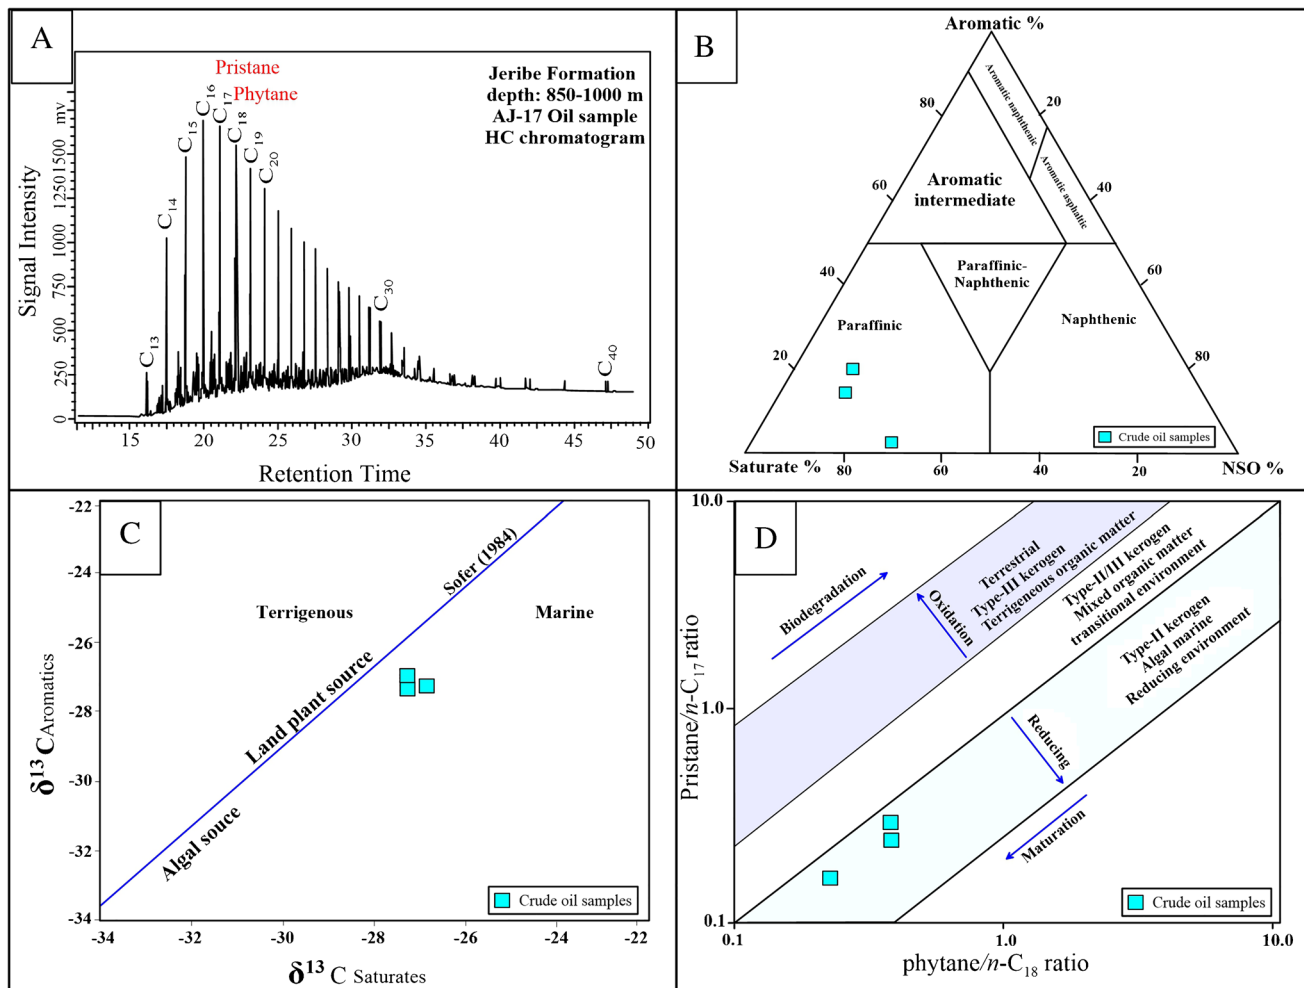 A
Pristane
Phytane
Jeribe Formation
depth: 850-1000 m
AJ-17 Oil sample
HC chromatogram
C13
C14
C15
C16
C17
C18
C19
C20
C30
C40
Signal Intensity
mv
1500
1250
1000
750
500
250
0
15
20
25
30
35
40
45
50
Retention Time
B
Aromatic %
Aromatic naphthenic
Aromatic asphaltic
Aromatic
intermediate
Paraffinic-
Naphthenic
Paraffinic
Naphthenic
80
60
40
20
20
40
60
80
Crude oil samples
Saturate %
80
60
40
20
NSO %
C
-22
-24
-26
-28
-30
-32
-34
δ13 C Aromatics
Terrigenous
Marine
Sofer (1984)
Land plant source
Algal souce
Crude oil samples
-34
-32
-30
-28
-26
-24
-22
δ13 C Saturates
D
10.0
1.0
0.1
Pristane/n-C17 ratio
Biodegradation
Oxidation
Terrestrial
Type-III kerogen
Terrigeneous organic matter
Type-II/III kerogen
Mixed organic matter
transitional environment
Type-II kerogen
Algal marine
Reducing environment
Reducing
Maturation
Crude oil samples
0.1
1.0
10.0
phytane/n-C18 ratio